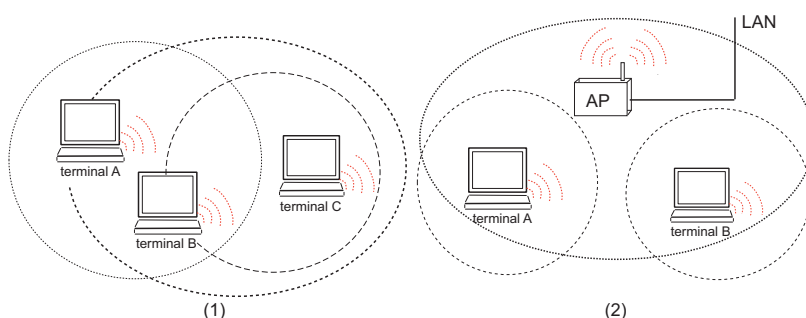 LAN
AP
terminal A
terminal C
terminal B
terminal A
terminal B
(1)
(2)